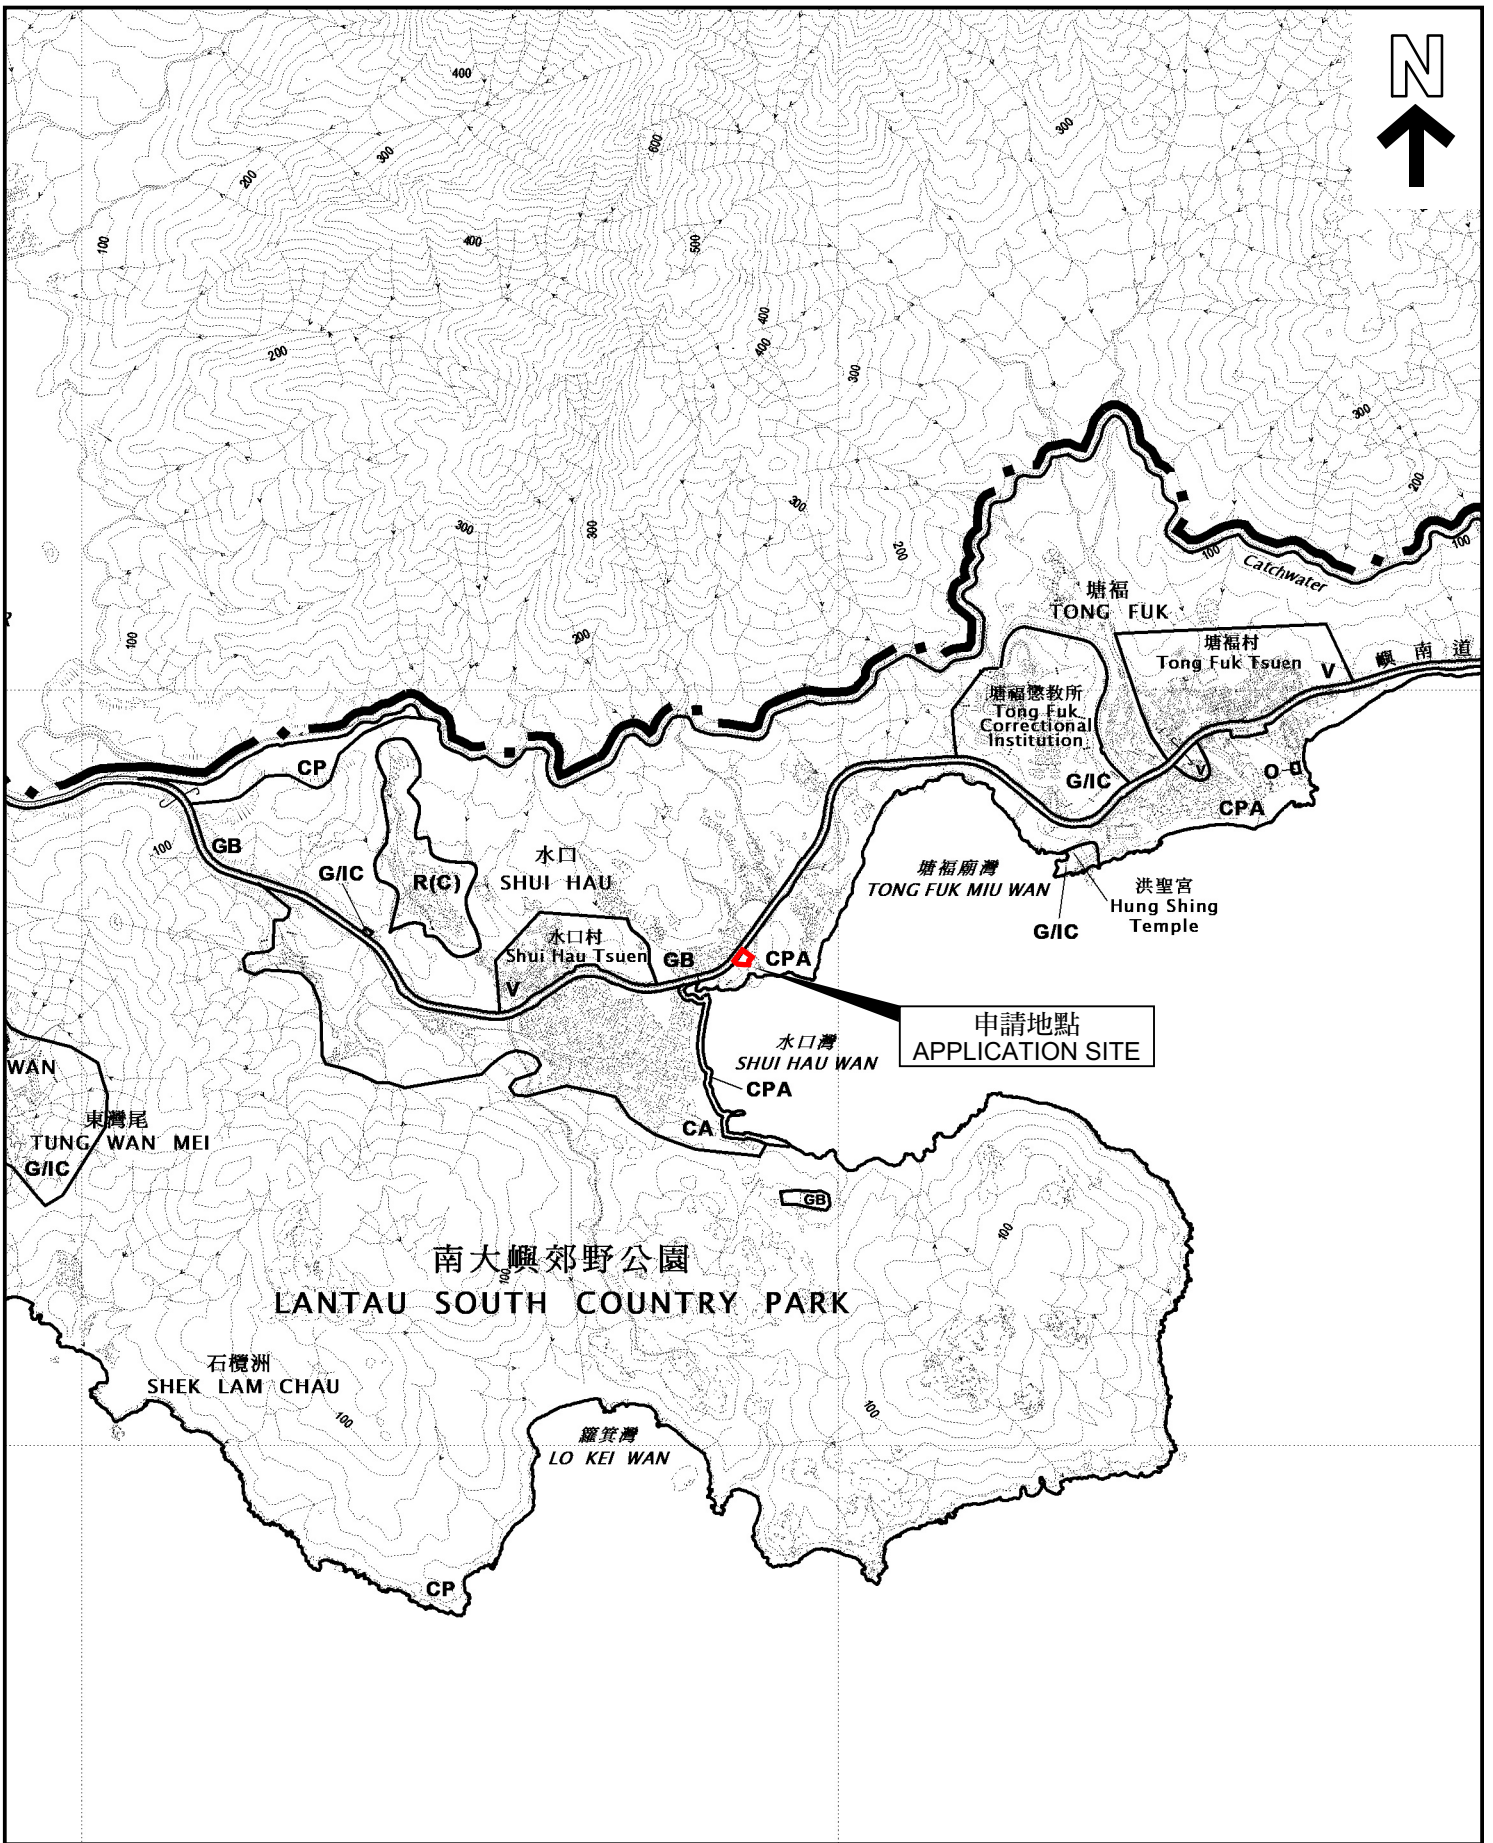 N
400
600
300
300
200
100
400
500
400
400
200
300
300
200
300
300
300
200
100
100
Catchwater
塘福
TONG FUK
100
200
塘福村
Tong Fuk Tsuen
V
嶼南道
塘福懲教所
Tong Fuk
Correctional
Institution
G/IC
V
O
CPA
CP
GB
100
G/IC
R(C)
水口
SHUI HAU
塘福廟灣
TONG FUK MIU WAN
洪聖宮
Hung Shing
Temple
G/IC
水口村
Shui Hau Tsuen
V
GB
CPA
申請地點
APPLICATION SITE
水口灣
SHUI HAU WAN
CPA
CA
WAN
東灣尾
TUNG WAN MEI
G/IC
GB
100
南大嶼郊野公園
100
LANTAU SOUTH COUNTRY PARK
石欖洲
SHEK LAM CHAU
100
100
籮箕灣
LO KEI WAN
CP